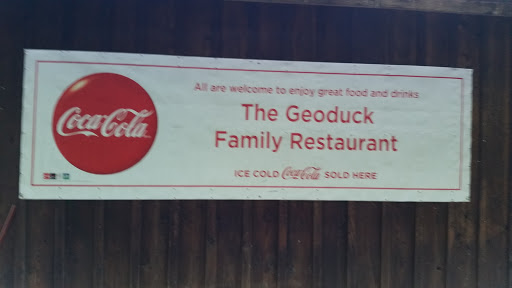 All are welcome to enjoy great food and drinks.
Coca-Cola
The Geoduck
Family Restaurant
ICE COLD Coca-Cola SOLD HERE